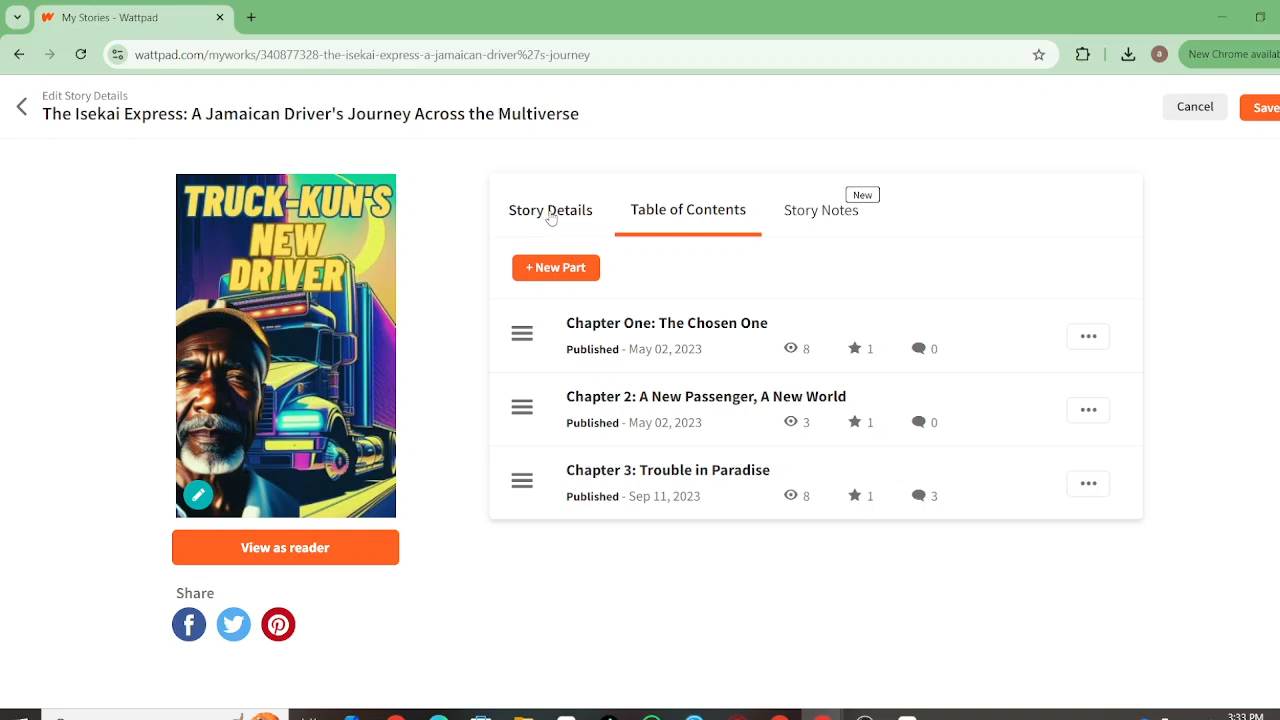 My Stories - Wattpad
wattpad.com/myworks/340877328-the-isekai-express-a-jamaican-driver%27s-journey
a
New Chrome availab
Edit Story Details
The Isekai Express: A Jamaican Driver's Journey Across the Multiverse
Cancel
Save
TRUCK-KUN'S
NEW
DRIVER
Story Details
Table of Contents
Story Notes
New
+ New Part
Chapter One: The Chosen One
Published - May 02, 2023 8 1 0
Chapter 2: A New Passenger, A New World
Published - May 02, 2023 3 1 0
Chapter 3: Trouble in Paradise
Published - Sep 11, 2023 8 1 3
View as reader
Share
3:33 PM